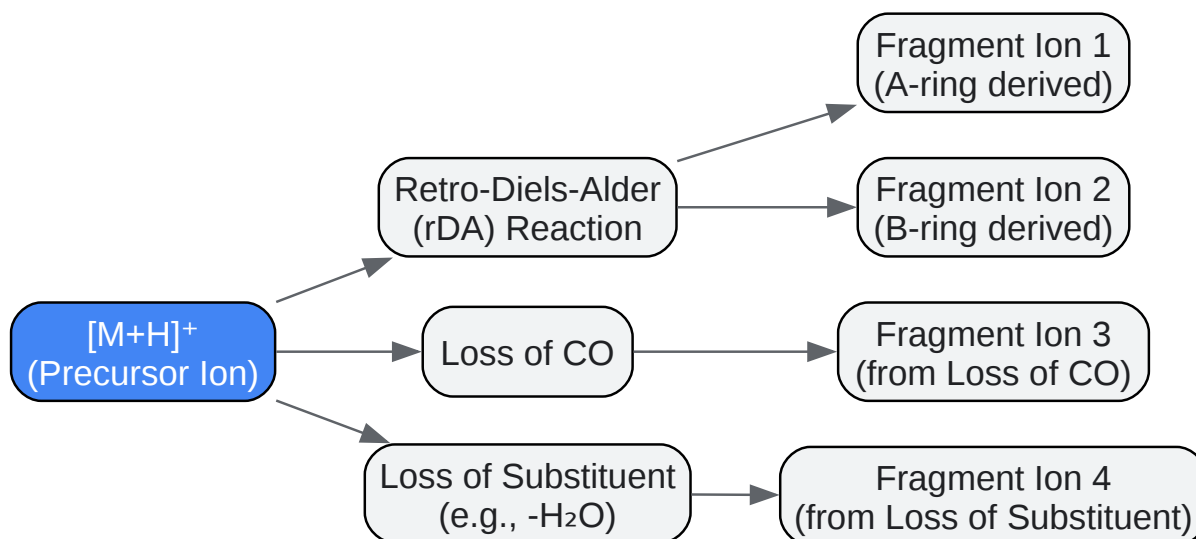 Fragment Ion 1
(A-ring derived)
Retro-Diels-Alder
(rDA) Reaction
Fragment Ion 2
(B-ring derived)
[M+H]⁺
(Precursor Ion)
Loss of CO
Fragment Ion 3
(from Loss of CO)
Loss of Substituent
(e.g., -H₂O)
Fragment Ion 4
(from Loss of Substituent)